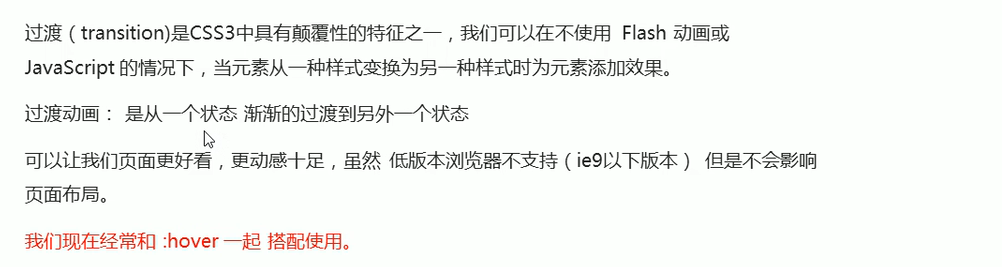 过渡（transition)是CSS3中具有颠覆性的特征之一，我们可以在不使用 Flash 动画或
JavaScript 的情况下，当元素从一种样式变换为另一种样式时为元素添加效果。
过渡动画： 是从一个状态 渐渐的过渡到另外一个状态
可以让我们页面更好看，更动感十足，虽然 低版本浏览器不支持（ie9以下版本） 但是不会影响
页面布局。
我们现在经常和 :hover 一起 搭配使用。